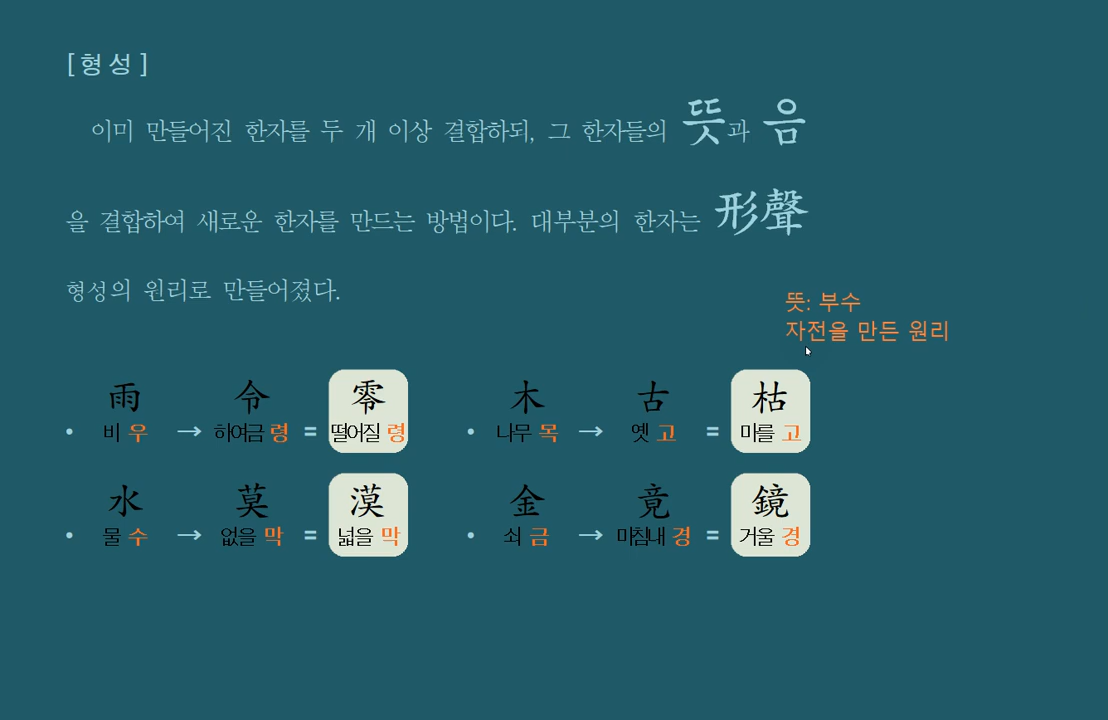 [형성]
이미 만들어진 한자를 두 개 이상 결합하되, 그 한자들의 뜻과 음
을 결합하여 새로운 한자를 만드는 방법이다. 대부분의 한자는 形聲
형성의 원리로 만들어졌다.
뜻: 부수
자전을 만든 원리
雨 令 零 木 古 枯
• 비 우 → 하여금 령 = 떨어질 령 • 나무 목 → 옛 고 = 마를 고
水 莫 漠 金 竟 鏡
• 물 수 → 없을 막 = 넓을 막 • 쇠 금 → 마침내 경 = 거울 경